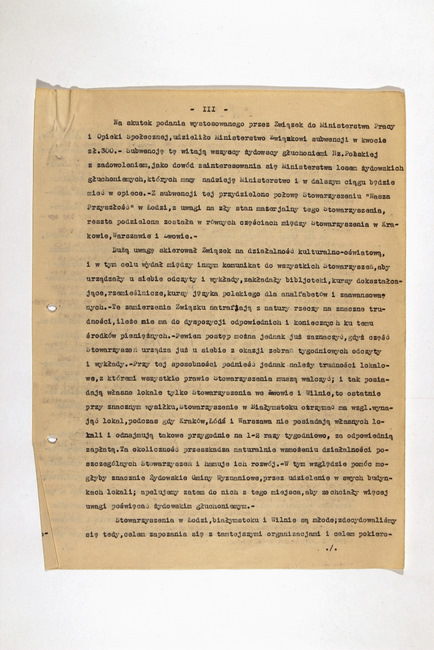 - III -
Na skutek podania wystosowanego przez Związek do Ministerstwa Pracy
i Opieki Społecznej, udzieliło Ministerstwo Związkowi subwencji w kwocie
zł.300.- Subwencję tę witają wszyscy żydowscy głuchoniemi Rz.Polskiej
z zadowoleniem, jako dowód zainteresowania się Ministerstwa losem żydowskich
głuchoniemych, których mamy nadzieję Ministerstwo i w dalszym ciągu będzie
mieć w opiece.- Z subwencji tej przydzielono połowę Stowarzyszeniu "Nasza
Przyszłość" w Łodzi, z uwagi na zły stan materjalny tego Stowarzyszenia,
reszta podzielona została w równych częściach między Stowarzyszenia w Kra-
kowie, Warszawie i Lwowie.-
Dużą uwagę skierował Związek na działalność kulturalno-oświatową,
i w tym celu wydał między innym komunikat do wszystkich Stowarzyszeń, aby
urządzały u siebie odczyty i wykłady, zakładały bibljoteki, kursy dokształca-
jące, rzemieślnicze, kursy języka polskiego dla analfabetów i zaawansowa-
nych.- Te zamierzenia Związku natrafiają z natury rzeczy na znaczne tru-
dności, ileże nie ma do dyspozycji odpowiednich i koniecznych ku temu
środków pieniężnych.- Pewien postęp można jednak już zaznaczyć, gdyż część
Stowarzyszeń urządza już u siebie z okazji zebrań tygodniowych odczyty
i wykłady.- Przy tej sposobności podnieść jednak należy trudności lokalo-
we, z któremi wszystkie prawie Stowarzyszenia muszą walczyć; i tak posia-
dają własne lokale tylko Stowarzyszenia we Lwowie i Wilnie, to ostatnie
przy znacznym wysiłku, Stowarzyszenie w Białymstoku otrzymało na wzgl.wyna-
jąć lokal, podczas gdy Kraków, Łódź i Warszawa nie posiadają własnych lo-
kali i odnajmują takowe przygodnie na 1-2 razy tygodniowo, za odpowiednią
zapłatą. Ta okoliczność przeszkadza naturalnie wzmożeniu działalności po-
szczególnych Stowarzyszeń i hamuje ich rozwój.- W tym względzie pomóc mo-
głyby znacznie Żydowskie Gminy Wyznaniowe, przez udzielenie w swych budyn-
kach lokali; apelujemy zatem do nich z tego miejsca, aby zechciały więcej
uwagi poświęcać żydowskim głuchoniemym.-
Stowarzyszenia w Łodzi, Białymstoku i Wilnie są młode; zdecydowaliśmy
się tedy, celem zapoznania się z tamtejszymi organizacjami i celem pokiero-
./.